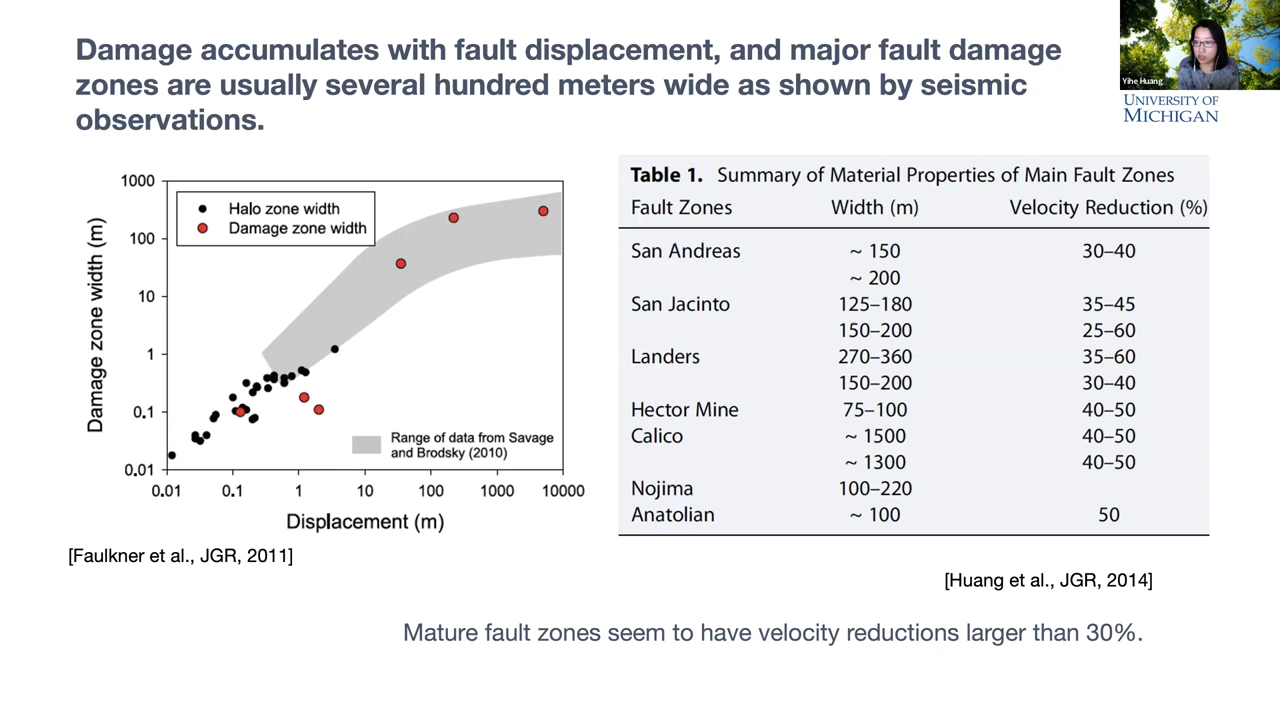 Damage accumulates with fault displacement, and major fault damage
zones are usually several hundred meters wide as shown by seismic
observations.
Yihe Huang
UNIVERSITY OF
MICHIGAN
Damage zone width (m)
1000
100
10
1
0.1
0.01
Halo zone width
Damage zone width
Range of data from Savage
and Brodsky (2010)
0.01 0.1 1 10 100 1000 10000
Displacement (m)
[Faulkner et al., JGR, 2011]
Table 1. Summary of Material Properties of Main Fault Zones
Fault Zones Width (m) Velocity Reduction (%)
San Andreas ~ 150 30–40
~ 200
San Jacinto 125–180 35–45
150–200 25–60
Landers 270–360 35–60
150–200 30–40
Hector Mine 75–100 40–50
Calico ~ 1500 40–50
~ 1300 40–50
Nojima 100–220
Anatolian ~ 100 50
[Huang et al., JGR, 2014]
Mature fault zones seem to have velocity reductions larger than 30%.